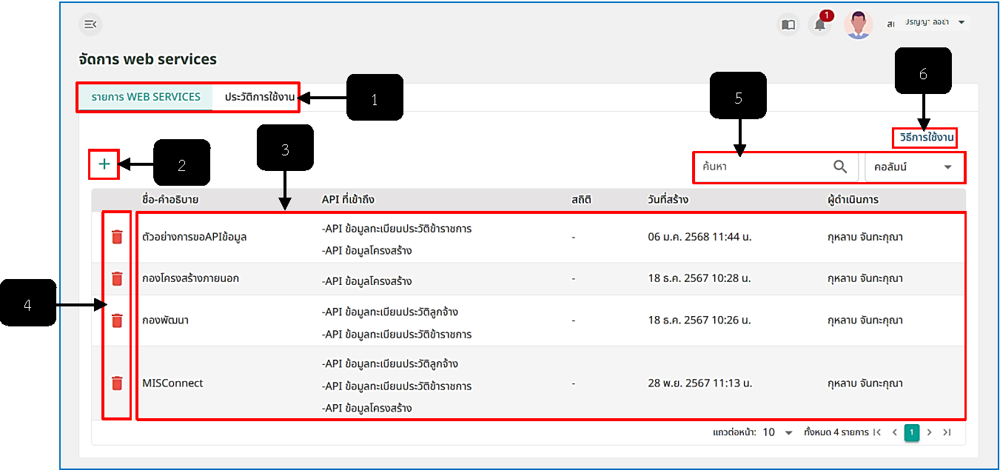 1
จัดการ web services
รายการ WEB SERVICES ประวัติการใช้งาน
1
5
6
วิธีการใช้งาน
2
3
ค้นหา คอลัมน์
ชื่อ-คำอธิบาย API ที่เข้าถึง สถิติ วันที่สร้าง ผู้ดำเนินการ
ตัวอย่างการขอAPIข้อมูล -API ข้อมูลทะเบียนประวัติข้าราชการ - 06 ม.ค. 2568 11:44 น. กุหลาบ จันทะกุณา
-API ข้อมูลโครงสร้าง
กองโครงสร้างภายนอก -API ข้อมูลโครงสร้าง - 18 ธ.ค. 2567 10:28 น. กุหลาบ จันทะกุณา
4
กองพัฒนา -API ข้อมูลทะเบียนประวัติลูกจ้าง - 18 ธ.ค. 2567 10:26 น. กุหลาบ จันทะกุณา
-API ข้อมูลทะเบียนประวัติข้าราชการ
-API ข้อมูลทะเบียนประวัติลูกจ้าง
MISConnect -API ข้อมูลทะเบียนประวัติข้าราชการ - 28 พ.ย. 2567 11:13 น. กุหลาบ จันทะกุณา
-API ข้อมูลโครงสร้าง
แถวต่อหน้า: 10 ทั้งหมด 4 รายการ 1